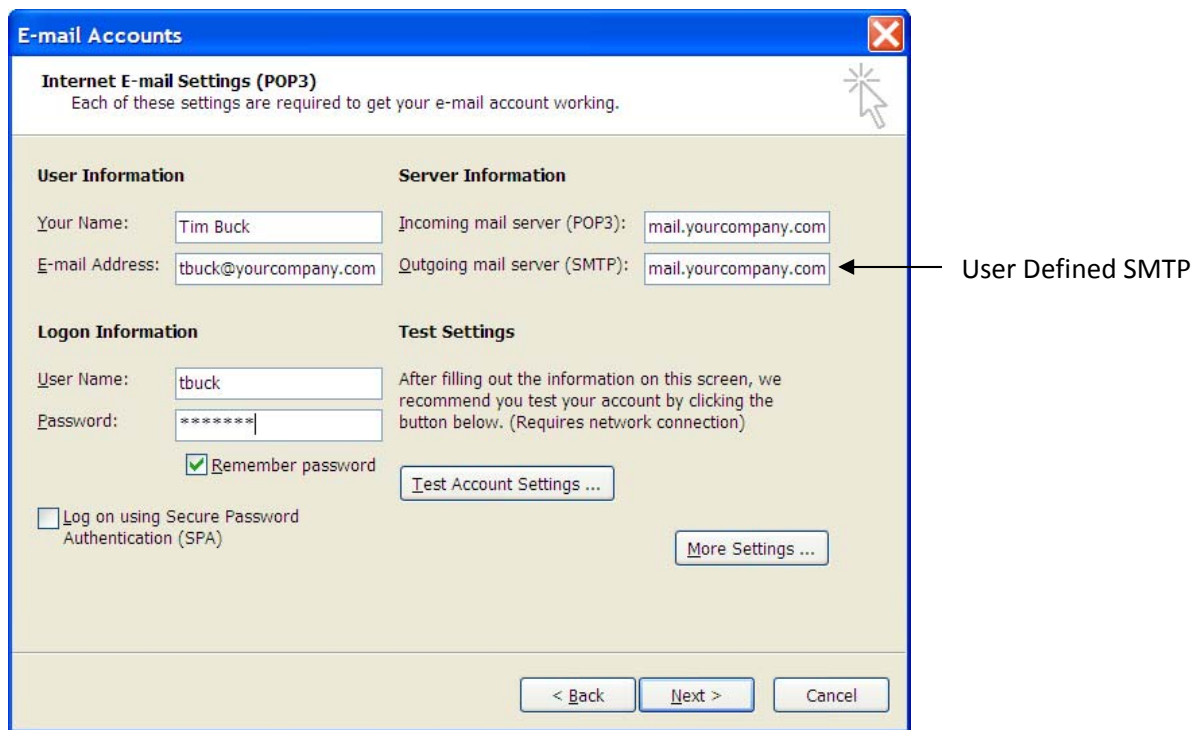 E-mail Accounts
Internet E-mail Settings (POP3)
Each of these settings are required to get your e-mail account working.
User Information
Your Name: Tim Buck
E-mail Address: tbuck@yourcompany.com
Server Information
Incoming mail server (POP3): mail.yourcompany.com
Outgoing mail server (SMTP): mail.yourcompany.com
User Defined SMTP
Logon Information
User Name: tbuck
Password: *******
Remember password
Log on using Secure Password
Authentication (SPA)
Test Settings
After filling out the information on this screen, we
recommend you test your account by clicking the
button below. (Requires network connection)
Test Account Settings ...
More Settings ...
< Back
Next >
Cancel